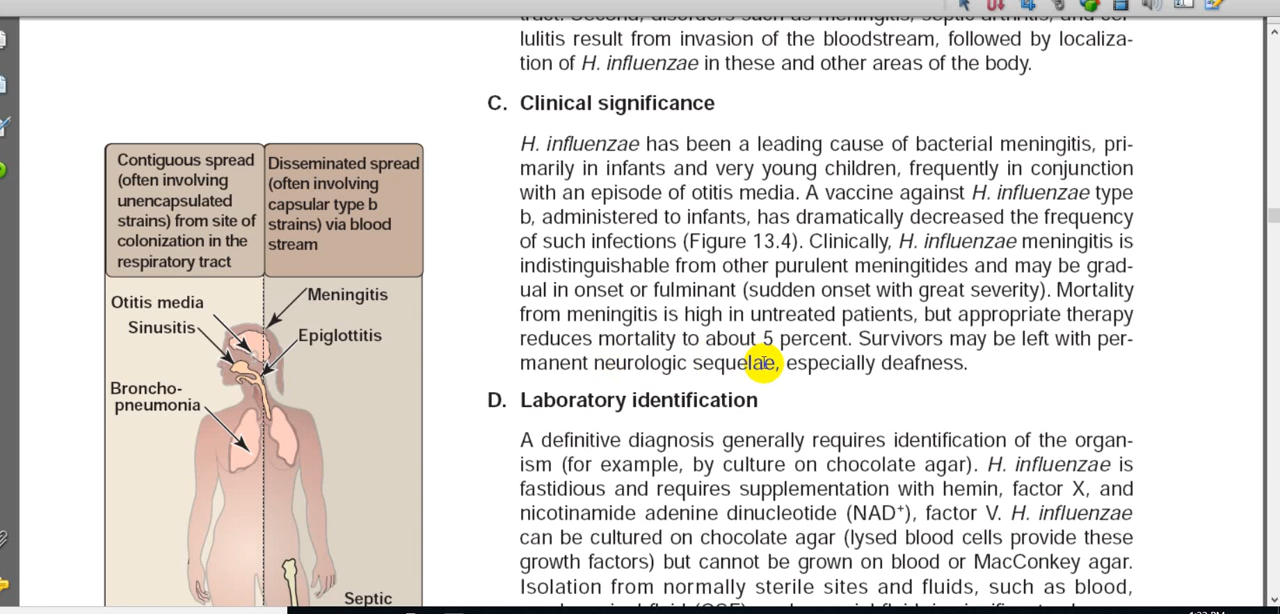 tract. Second, disorders such as meningitis, septic arthritis, and cel-
lulitis result from invasion of the bloodstream, followed by localiza-
tion of H. influenzae in these and other areas of the body.
C. Clinical significance
H. influenzae has been a leading cause of bacterial meningitis, pri-
marily in infants and very young children, frequently in conjunction
with an episode of otitis media. A vaccine against H. influenzae type
b, administered to infants, has dramatically decreased the frequency
of such infections (Figure 13.4). Clinically, H. influenzae meningitis is
indistinguishable from other purulent meningitides and may be grad-
ual in onset or fulminant (sudden onset with great severity). Mortality
from meningitis is high in untreated patients, but appropriate therapy
reduces mortality to about 5 percent. Survivors may be left with per-
manent neurologic sequelae, especially deafness.
D. Laboratory identification
A definitive diagnosis generally requires identification of the organ-
ism (for example, by culture on chocolate agar). H. influenzae is
fastidious and requires supplementation with hemin, factor X, and
nicotinamide adenine dinucleotide (NAD⁺), factor V. H. influenzae
can be cultured on chocolate agar (lysed blood cells provide these
growth factors) but cannot be grown on blood or MacConkey agar.
Isolation from normally sterile sites and fluids, such as blood,
Contiguous spread
(often involving
unencapsulated
strains) from site of
colonization in the
respiratory tract
Disseminated spread
(often involving
capsular type b
strains) via blood
stream
Otitis media
Sinusitis
Broncho-
pneumonia
Meningitis
Epiglottitis
Septic